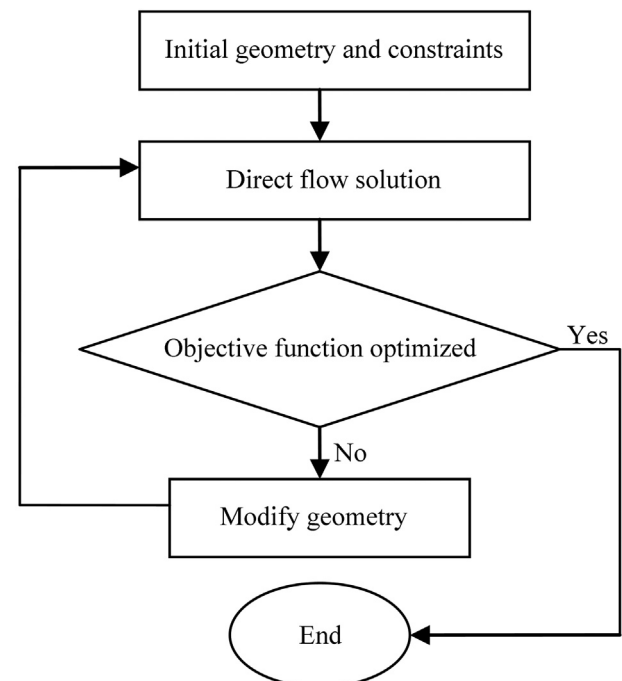 Initial geometry and constraints
Direct flow solution
Objective function optimized
Yes
No
Modify geometry
End